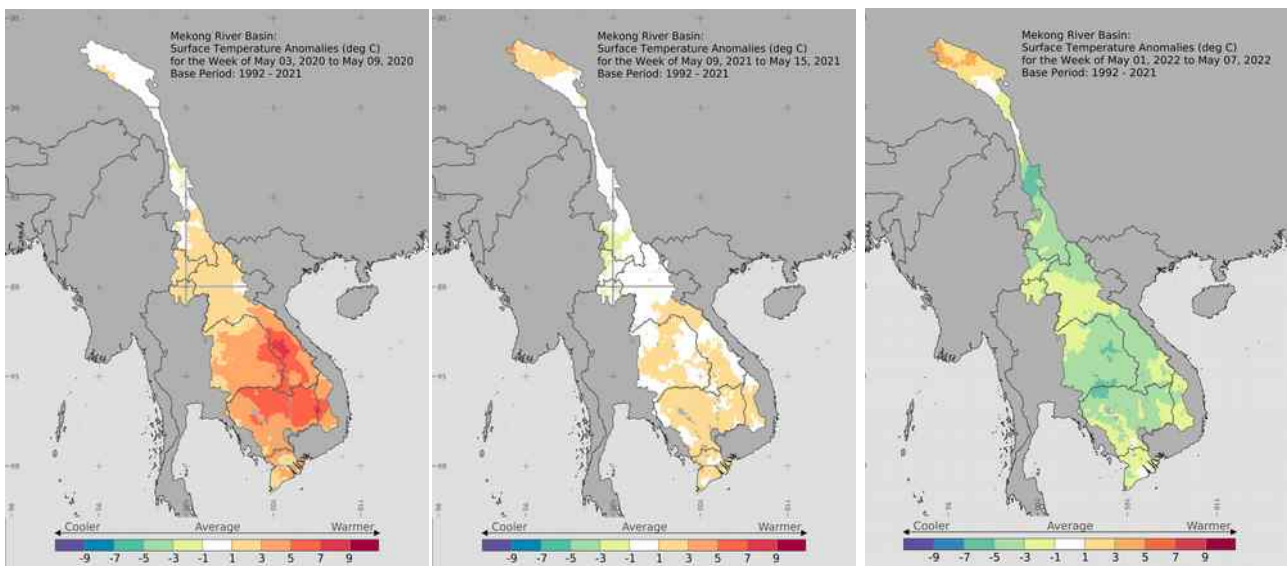 Mekong River Basin:
Surface Temperature Anomalies (deg C)
for the Week of May 03, 2020 to May 09, 2020
Base Period: 1992 - 2021
Cooler Average Warmer
-9 -7 -5 -3 -1 1 3 5 7 9
Mekong River Basin:
Surface Temperature Anomalies (deg C)
for the Week of May 09, 2021 to May 15, 2021
Base Period: 1992 - 2021
Cooler Average Warmer
-9 -7 -5 -3 -1 1 3 5 7 9
Mekong River Basin:
Surface Temperature Anomalies (deg C)
for the Week of May 01, 2022 to May 07, 2022
Base Period: 1992 - 2021
Cooler Average Warmer
-9 -7 -5 -3 -1 1 3 5 7 9